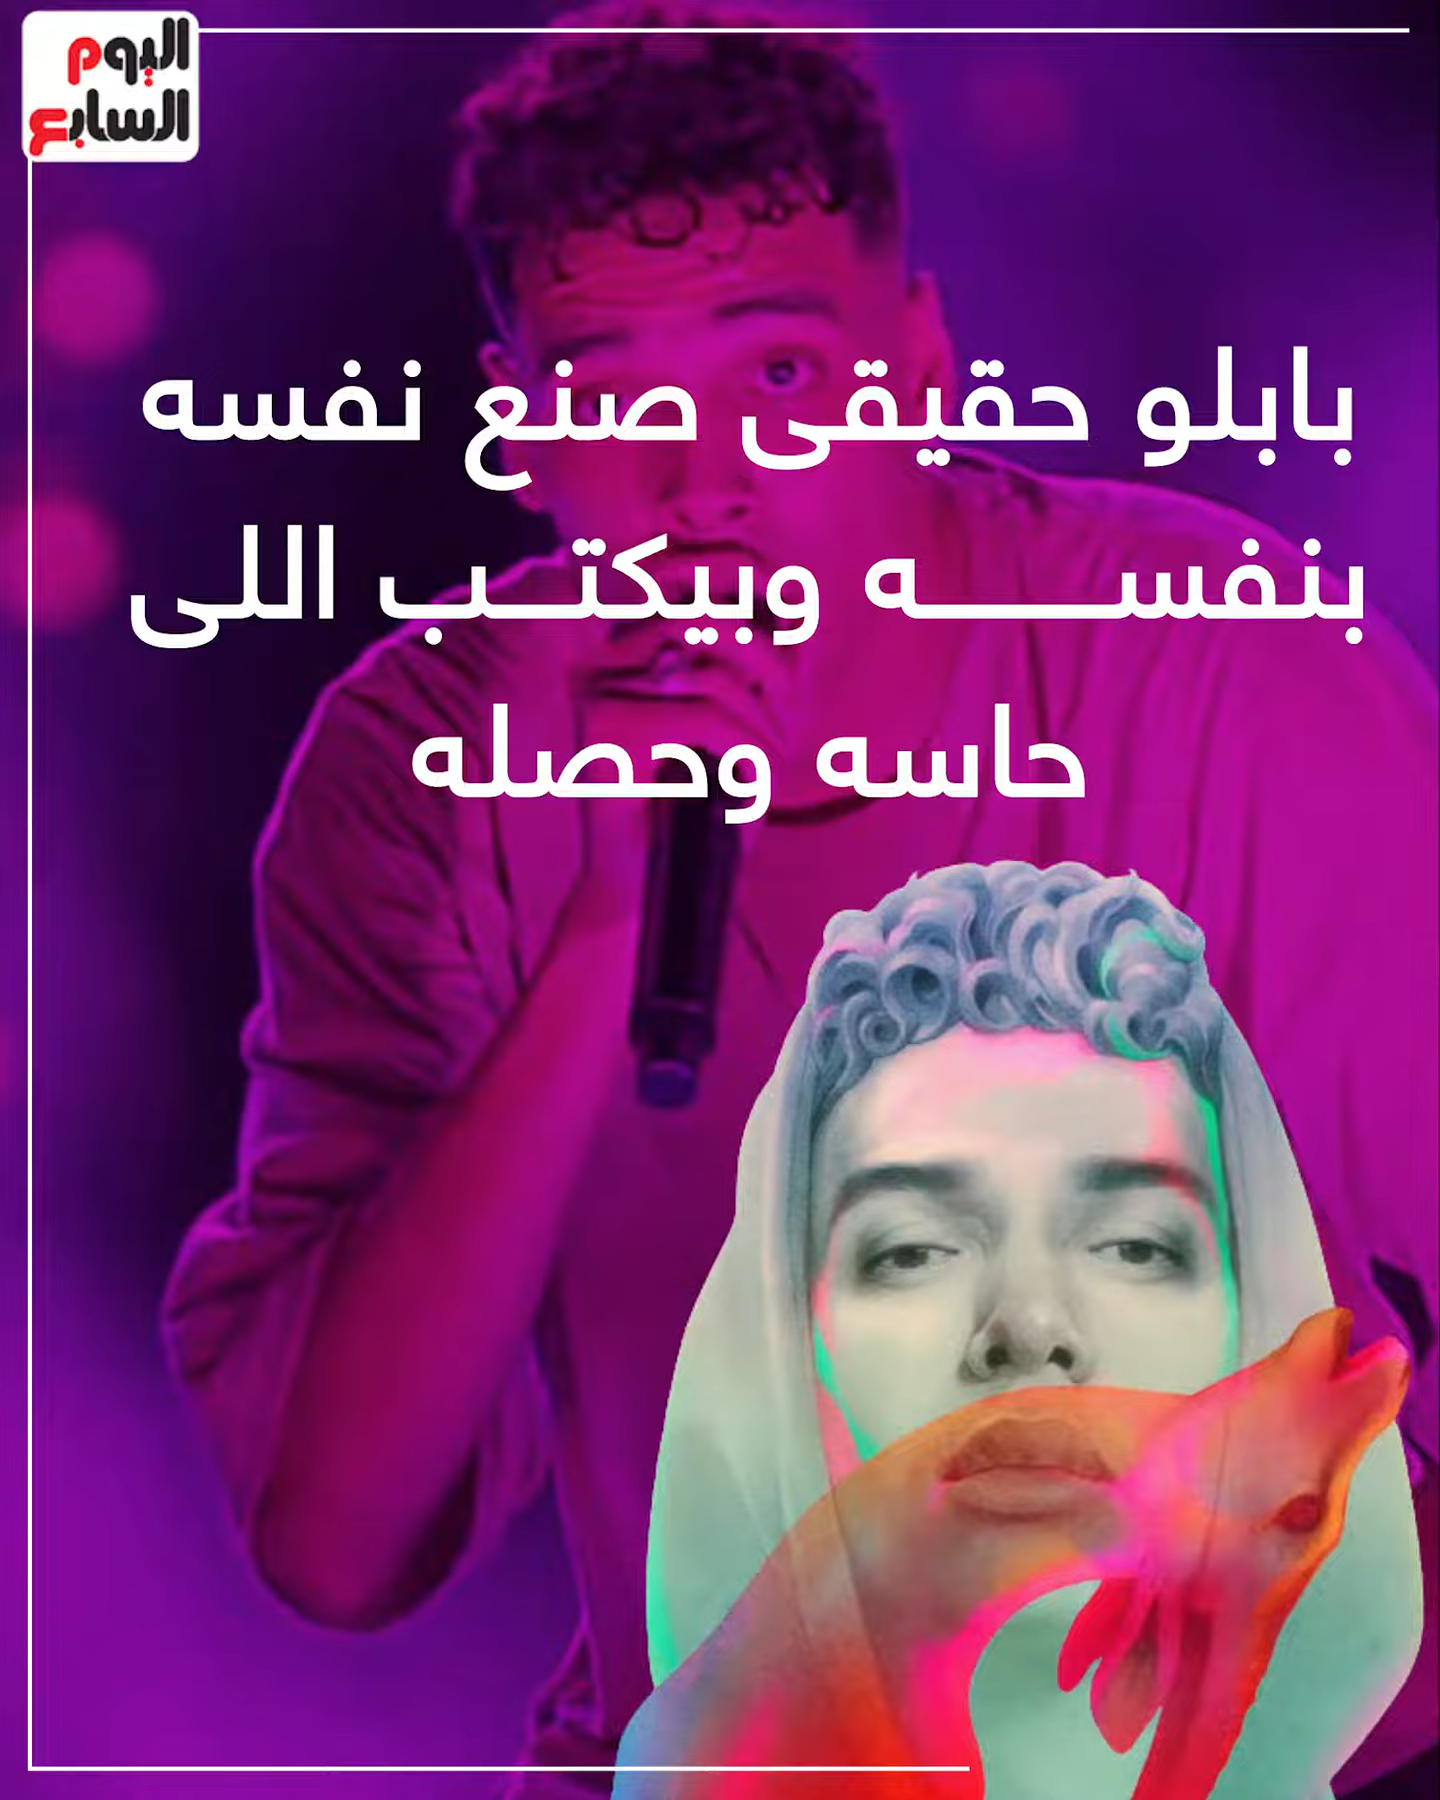 اليوم
السابع
بابلو حقيقى صنع نفسه
بنفســـــه وبيكتــب اللى
حاسه وحصله